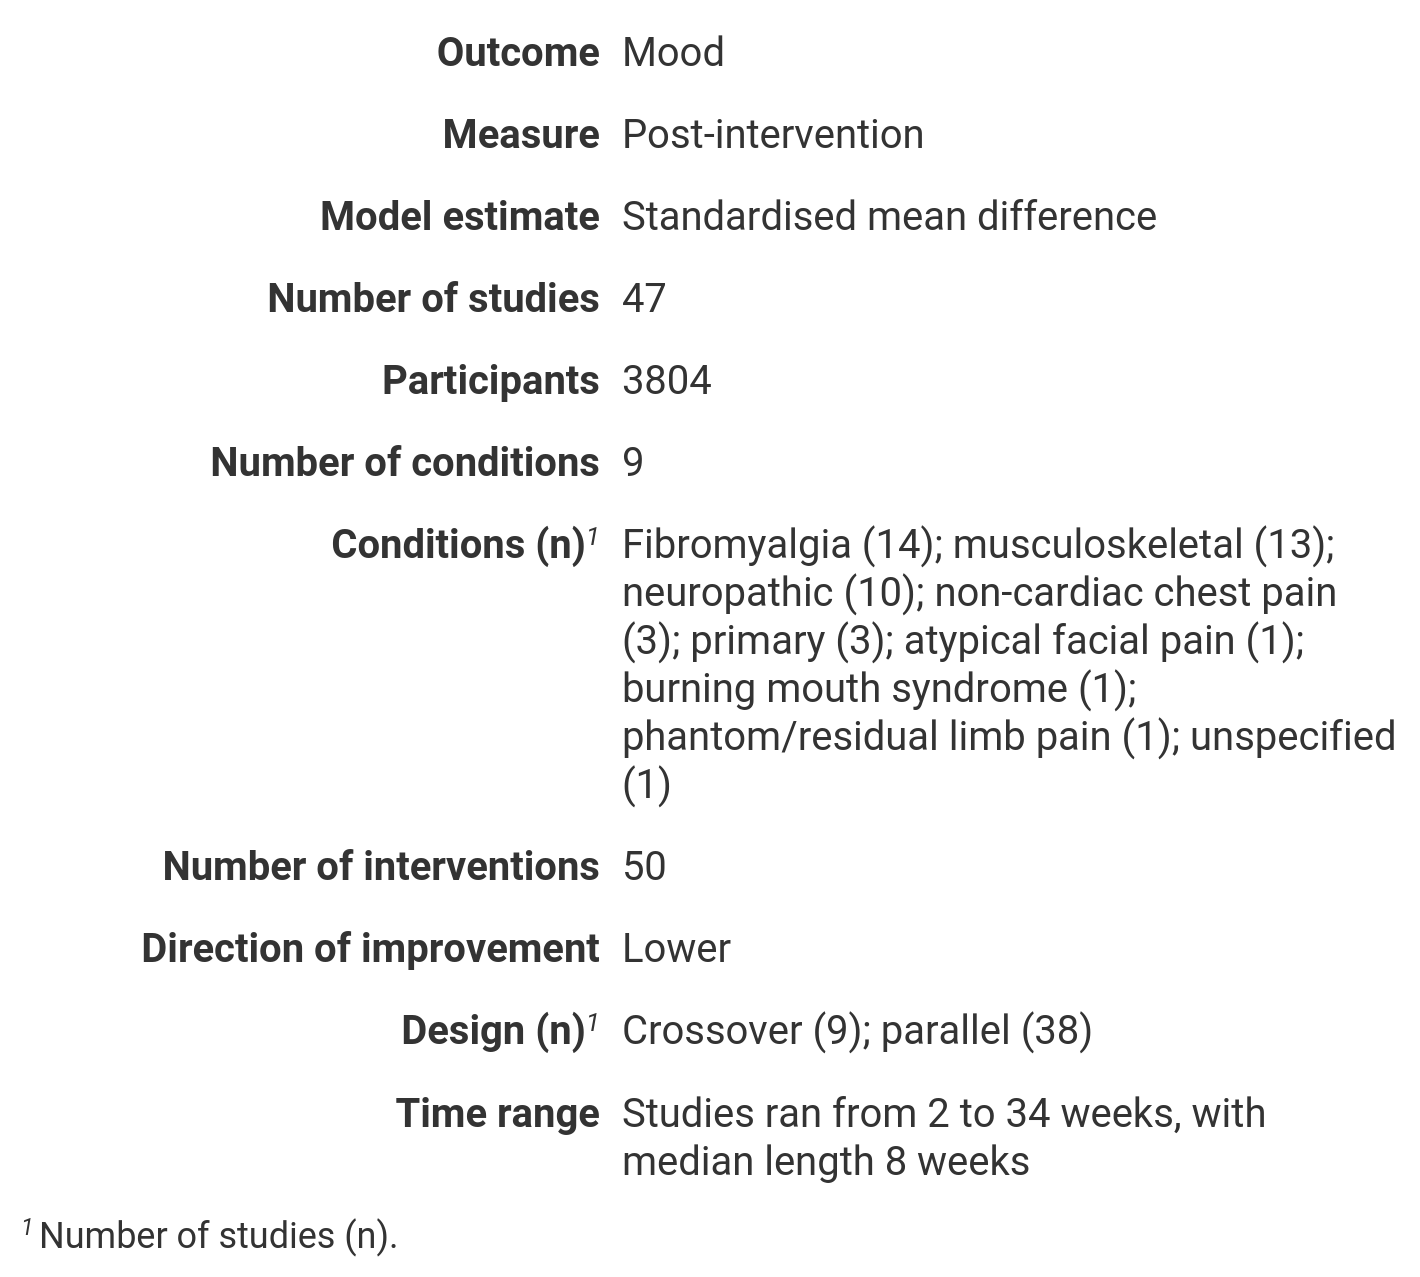 Outcome Mood
Measure Post-intervention
Model estimate Standardised mean difference
Number of studies 47
Participants 3804
Number of conditions 9
Conditions (n)¹ Fibromyalgia (14); musculoskeletal (13);
neuropathic (10); non-cardiac chest pain
(3); primary (3); atypical facial pain (1);
burning mouth syndrome (1);
phantom/residual limb pain (1); unspecified
(1)
Number of interventions 50
Direction of improvement Lower
Design (n)¹ Crossover (9); parallel (38)
Time range Studies ran from 2 to 34 weeks, with
median length 8 weeks
¹ Number of studies (n).